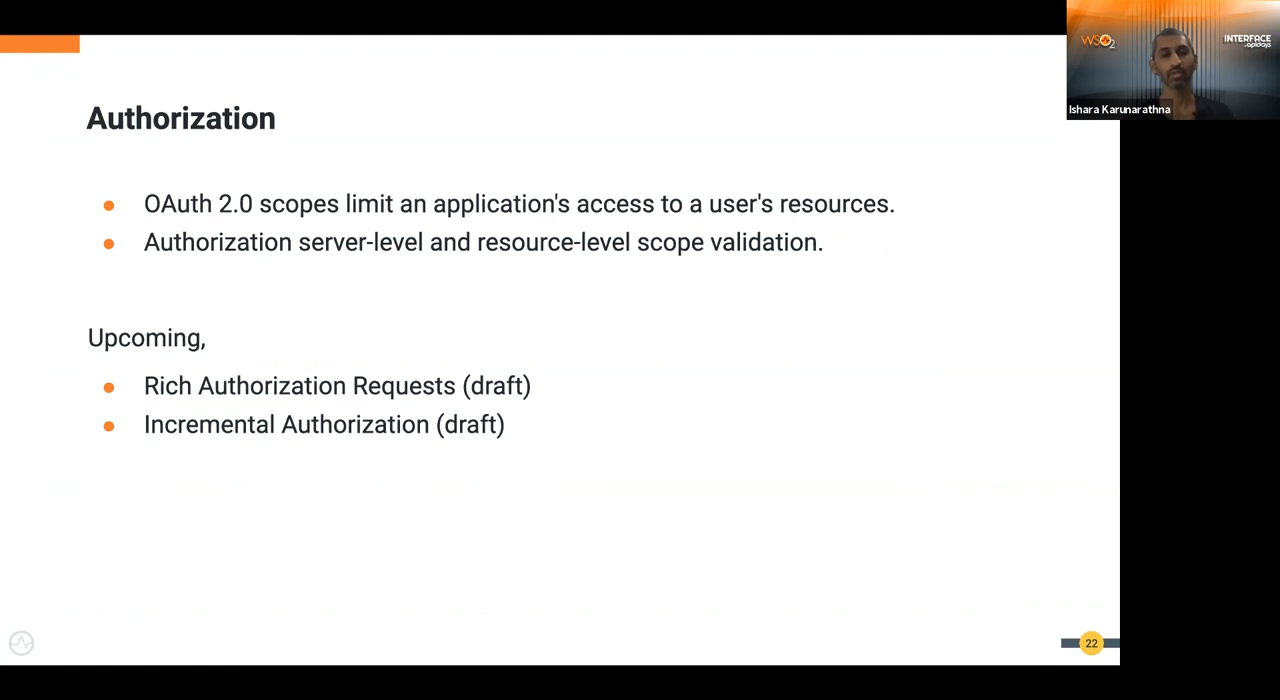 Authorization
OAuth 2.0 scopes limit an application's access to a user's resources.
Authorization server-level and resource-level scope validation.
Upcoming,
Rich Authorization Requests (draft)
Incremental Authorization (draft)
22
WSO2
INTERFACE
apidays
Ishara Karunarathna